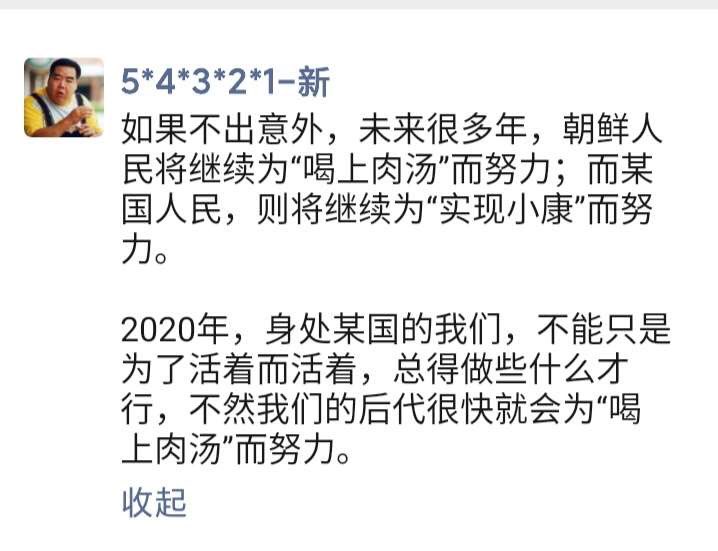 5*4*3*2*1-新
如果不出意外，未来很多年，朝鲜人
民将继续为“喝上肉汤”而努力；而某
国人民，则将继续为“实现小康”而努
力。
2020年，身处某国的我们，不能只是
为了活着而活着，总得做些什么才
行，不然我们的后代很快就会为“喝
上肉汤”而努力。
收起